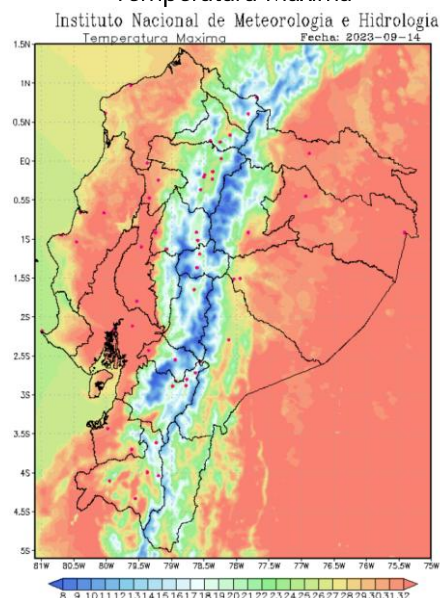 Temperatura Maxima
Instituto Nacional de Meteorologia e Hidrologia
Temperatura Maxima Fecha: 2023-09-14
1.5N
1N
0.5N
EQ
0.5S
1S
1.5S
2S
2.5S
3S
3.5S
4S
4.5S
5S
81W 80.5W 80W 79.5W 79W 78.5W 78W 77.5W 77W 76.5W 76W 75.5W 75W
8 9 10 11 12 13 14 15 16 17 18 19 20 21 22 23 24 25 26 27 28 29 30 31 32